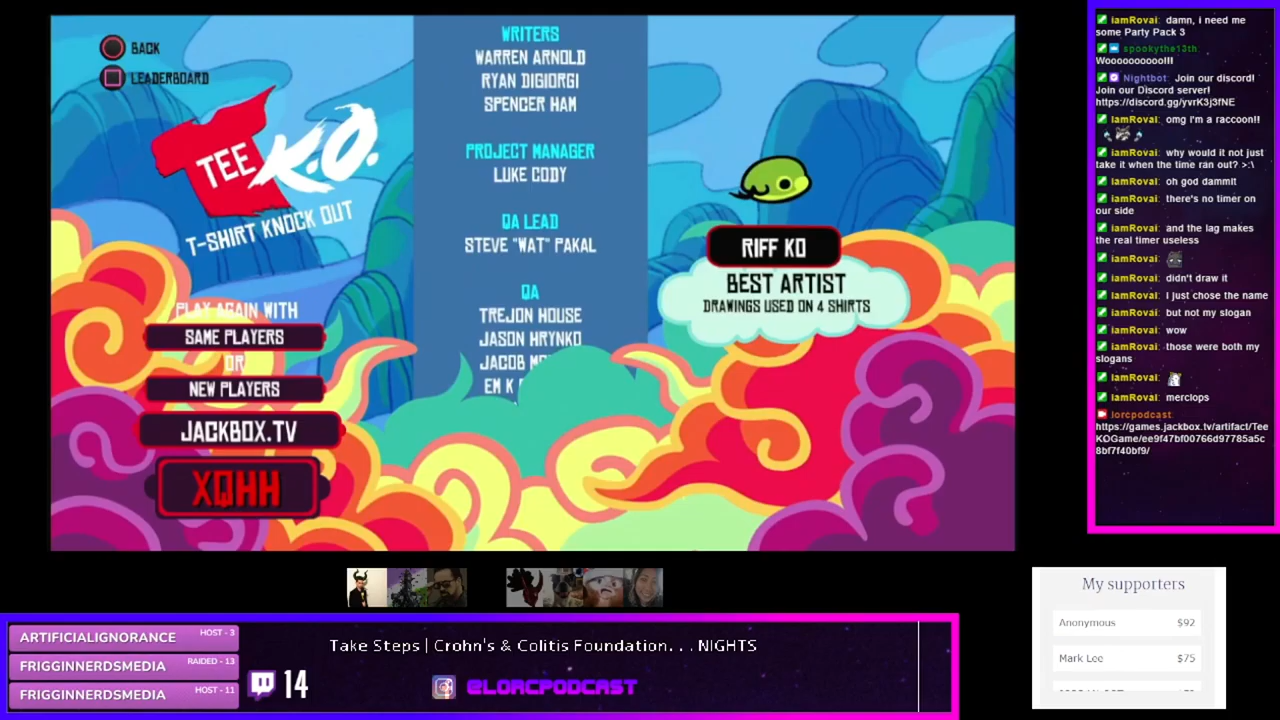 BACK
LEADERBOARD
TEE K.O.
T-SHIRT KNOCK OUT
PLAY AGAIN WITH
SAME PLAYERS
OR
NEW PLAYERS
JACKBOX.TV
XQHH
WRITERS
WARREN ARNOLD
RYAN DIGIORGI
SPENCER HAM
PROJECT MANAGER
LUKE CODY
QA LEAD
STEVE "WAT" PAKAL
QA
TREJON HOUSE
JASON HRYNKO
JACOB
EM K
RIFF KO
BEST ARTIST
DRAWINGS USED ON 4 SHIRTS
iamRovai: damn, i need me
some Party Pack 3
spookythe13th:
Woooooooooo!!!
Nightbot: Join our discord!
Join our Discord server!
https://discord.gg/yvrK3j3fNE
iamRovai: omg I'm a raccoon!!
iamRovai: why would it not just
take it when the time ran out? >:\
iamRovai: oh god dammit
iamRovai: there's no timer on
our side
iamRovai: and the lag makes
the real timer useless
iamRovai:
iamRovai: didn't draw it
iamRovai: i just chose the name
iamRovai: but not my slogan
iamRovai: wow
iamRovai: those were both my
slogans
iamRovai:
iamRovai: merclops
lorcpodcast:
https://games.jackbox.tv/artifact/Tee
KOGame/ee9f47bf00766d97785a5c
8bf7f40bf9/
My supporters
Anonymous $92
Mark Lee $75
ARTIFICIALIGNORANCE HOST - 3
FRIGGINNERDSMEDIA RAIDED - 13
FRIGGINNERDSMEDIA HOST - 11
14
Take Steps | Crohn's & Colitis Foundation. . . NIGHTS
@LORCPODCAST